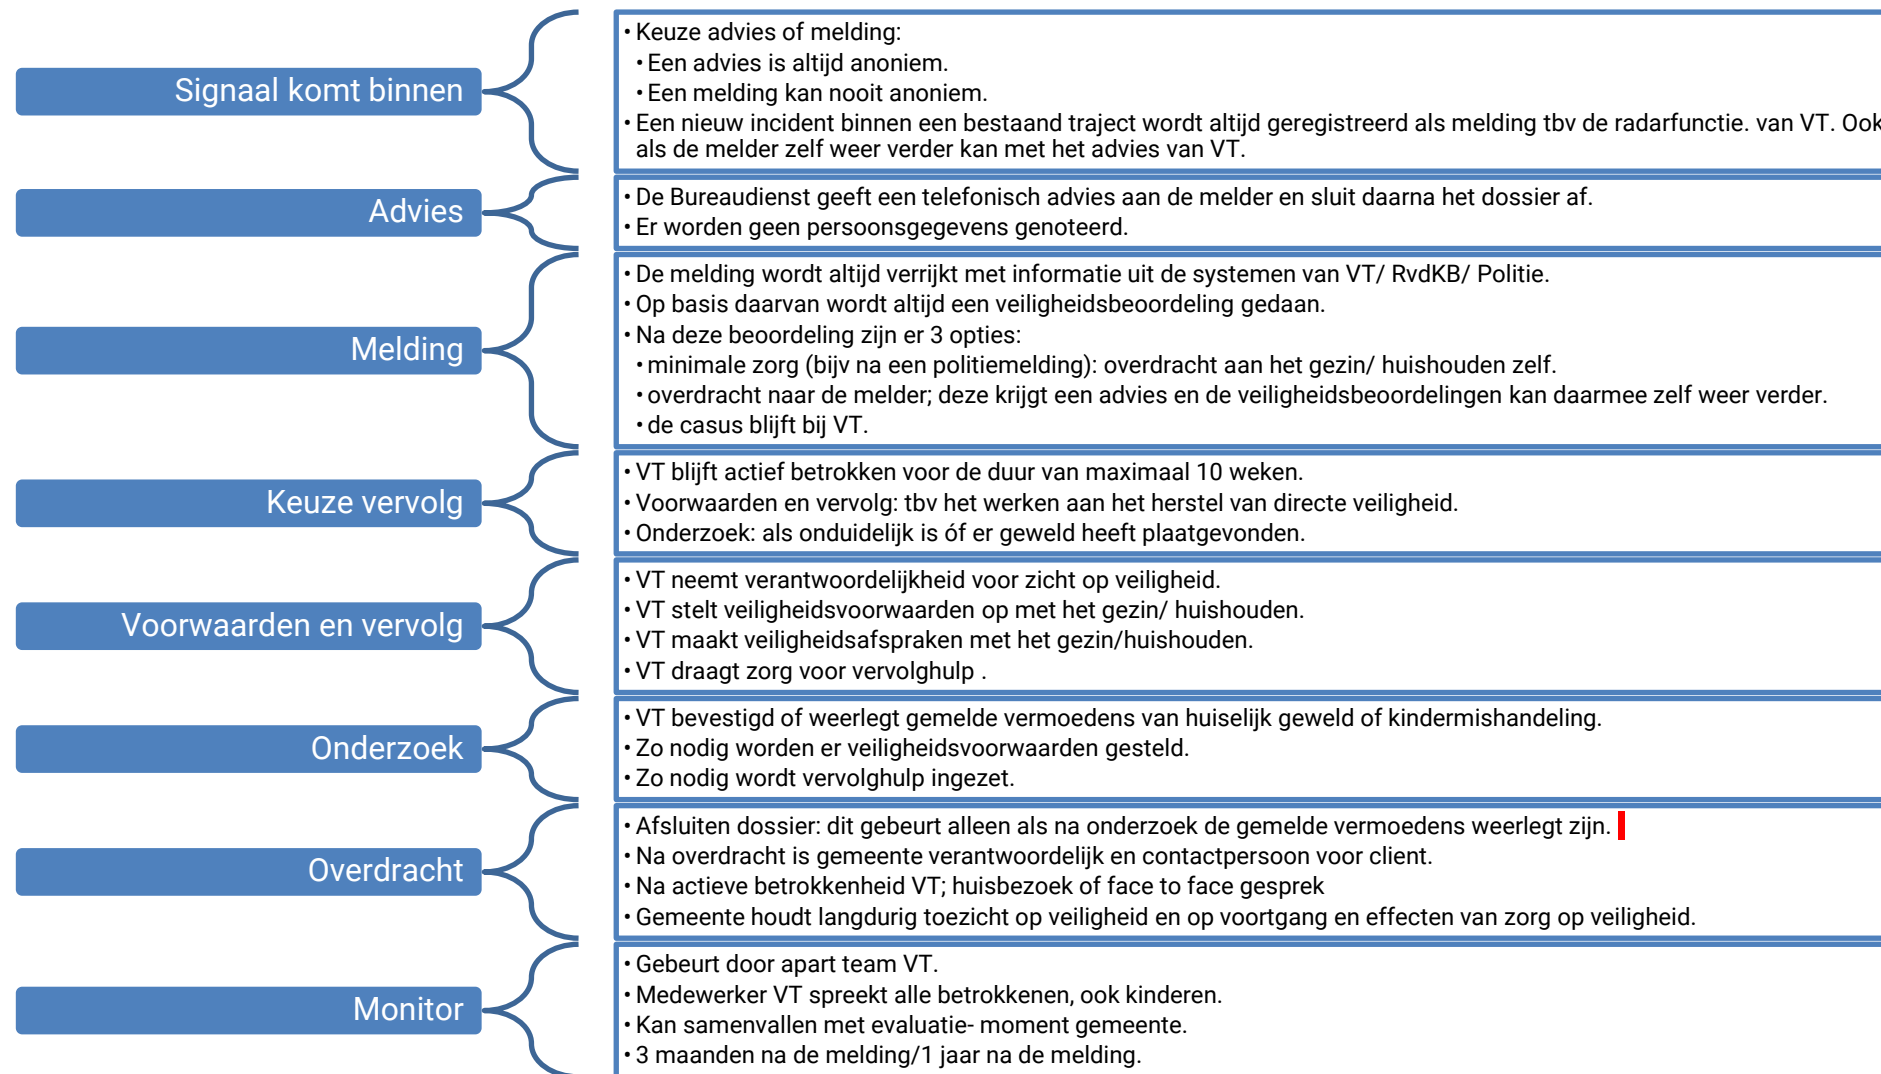 Signaal komt binnen
• Keuze advies of melding:
• Een advies is altijd anoniem.
• Een melding kan nooit anoniem.
• Een nieuw incident binnen een bestaand traject wordt altijd geregistreerd als melding tbv de radarfunctie. van VT. Ook
als de melder zelf weer verder kan met het advies van VT.
Advies
• De Bureaudienst geeft een telefonisch advies aan de melder en sluit daarna het dossier af.
• Er worden geen persoonsgegevens genoteerd.
Melding
• De melding wordt altijd verrijkt met informatie uit de systemen van VT/ RvdKB/ Politie.
• Op basis daarvan wordt altijd een veiligheidsbeoordeling gedaan.
• Na deze beoordeling zijn er 3 opties:
• minimale zorg (bijv na een politiemelding): overdracht aan het gezin/ huishouden zelf.
• overdracht naar de melder; deze krijgt een advies en de veiligheidsbeoordelingen kan daarmee zelf weer verder.
• de casus blijft bij VT.
Keuze vervolg
• VT blijft actief betrokken voor de duur van maximaal 10 weken.
• Voorwaarden en vervolg: tbv het werken aan het herstel van directe veiligheid.
• Onderzoek: als onduidelijk is óf er geweld heeft plaatgevonden.
Voorwaarden en vervolg
• VT neemt verantwoordelijkheid voor zicht op veiligheid.
• VT stelt veiligheidsvoorwaarden op met het gezin/ huishouden.
• VT maakt veiligheidsafspraken met het gezin/huishouden.
• VT draagt zorg voor vervolghulp .
Onderzoek
• VT bevestigd of weerlegt gemelde vermoedens van huiselijk geweld of kindermishandeling.
• Zo nodig worden er veiligheidsvoorwaarden gesteld.
• Zo nodig wordt vervolghulp ingezet.
Overdracht
• Afsluiten dossier: dit gebeurt alleen als na onderzoek de gemelde vermoedens weerlegt zijn.
• Na overdracht is gemeente verantwoordelijk en contactpersoon voor client.
• Na actieve betrokkenheid VT; huisbezoek of face to face gesprek
• Gemeente houdt langdurig toezicht op veiligheid en op voortgang en effecten van zorg op veiligheid.
Monitor
• Gebeurt door apart team VT.
• Medewerker VT spreekt alle betrokkenen, ook kinderen.
• Kan samenvallen met evaluatie- moment gemeente.
• 3 maanden na de melding/1 jaar na de melding.